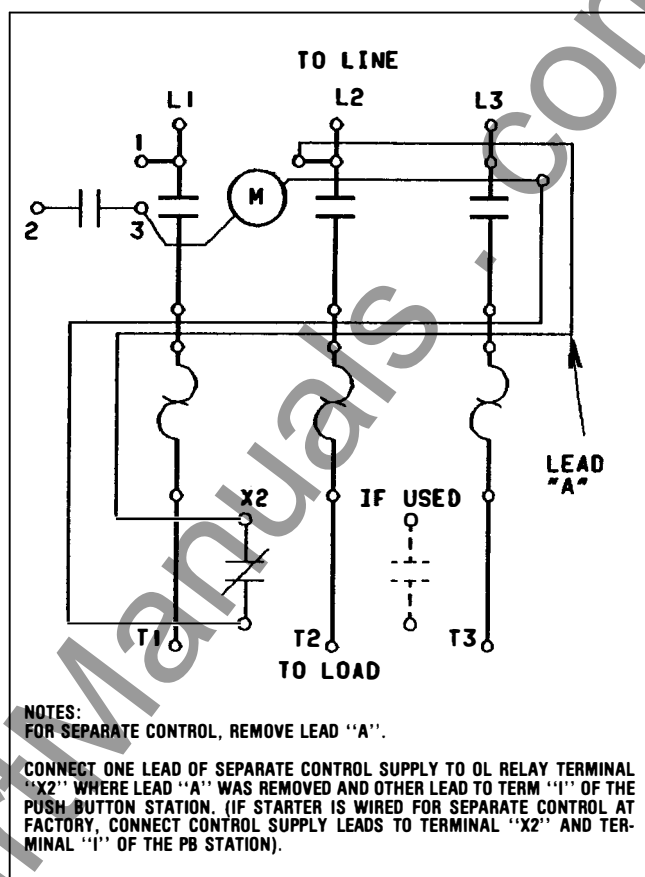 TO LINE
L1 L2 L3
1
M
2 3
LEAD
"A"
X2 IF USED
T1 T2 T3
TO LOAD
NOTES:
FOR SEPARATE CONTROL, REMOVE LEAD "A".
CONNECT ONE LEAD OF SEPARATE CONTROL SUPPLY TO OL RELAY TERMINAL
"X2" WHERE LEAD "A" WAS REMOVED AND OTHER LEAD TO TERM "1" OF THE
PUSH BUTTON STATION. (IF STARTER IS WIRED FOR SEPARATE CONTROL AT
FACTORY, CONNECT CONTROL SUPPLY LEADS TO TERMINAL "X2" AND TER-
MINAL "1" OF THE PB STATION).